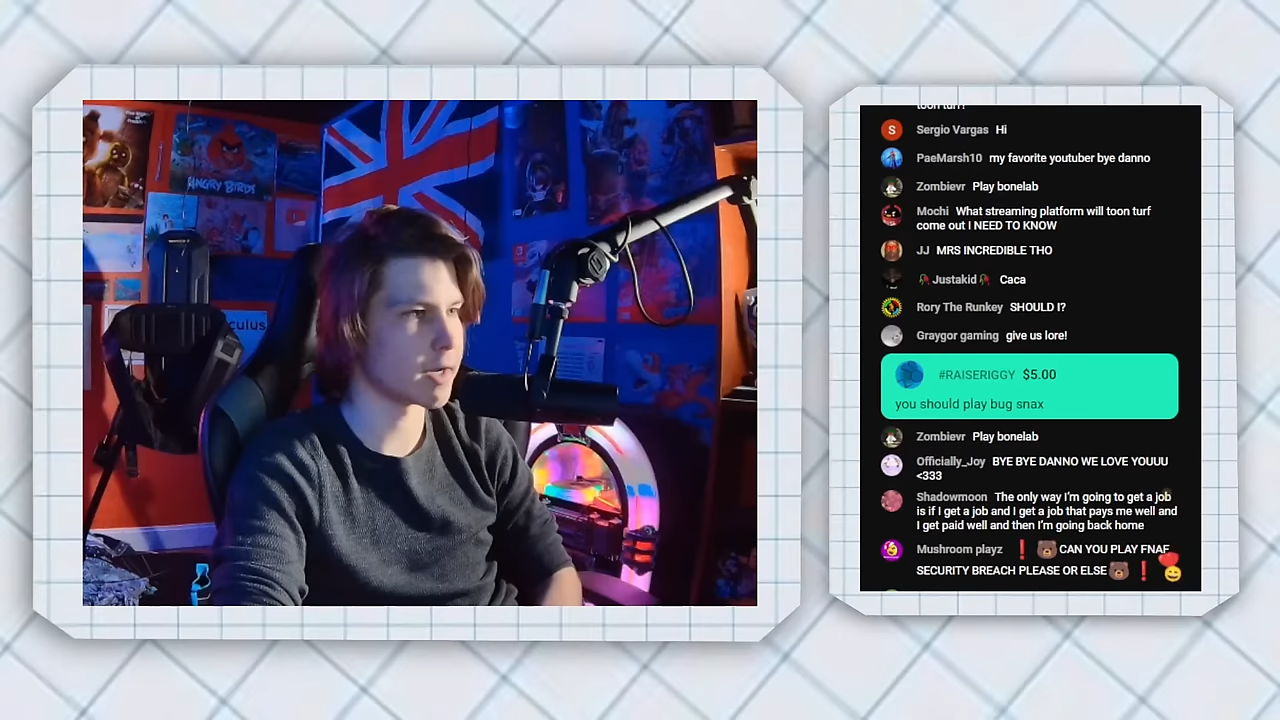 ANGRY BIRDS
culus
toon turf?
Sergio Vargas Hi
PaeMarsh10 my favorite youtuber bye danno
Zombievr Play bonelab
Mochi What streaming platform will toon turf
come out I NEED TO KNOW
JJ MRS INCREDIBLE THO
🥀Justakid🥀 Caca
Rory The Runkey SHOULD I?
Graygor gaming give us lore!
#RAISERIGGY $5.00
you should play bug snax
Zombievr Play bonelab
Officially_Joy BYE BYE DANNO WE LOVE YOUUU
<333
Shadowmoon The only way I'm going to get a job
is if I get a job and I get a job that pays me well and
I get paid well and then I'm going back home
Mushroom playz ❗ 🐻CAN YOU PLAY FNAF
SECURITY BREACH PLEASE OR ELSE🐻 ❗